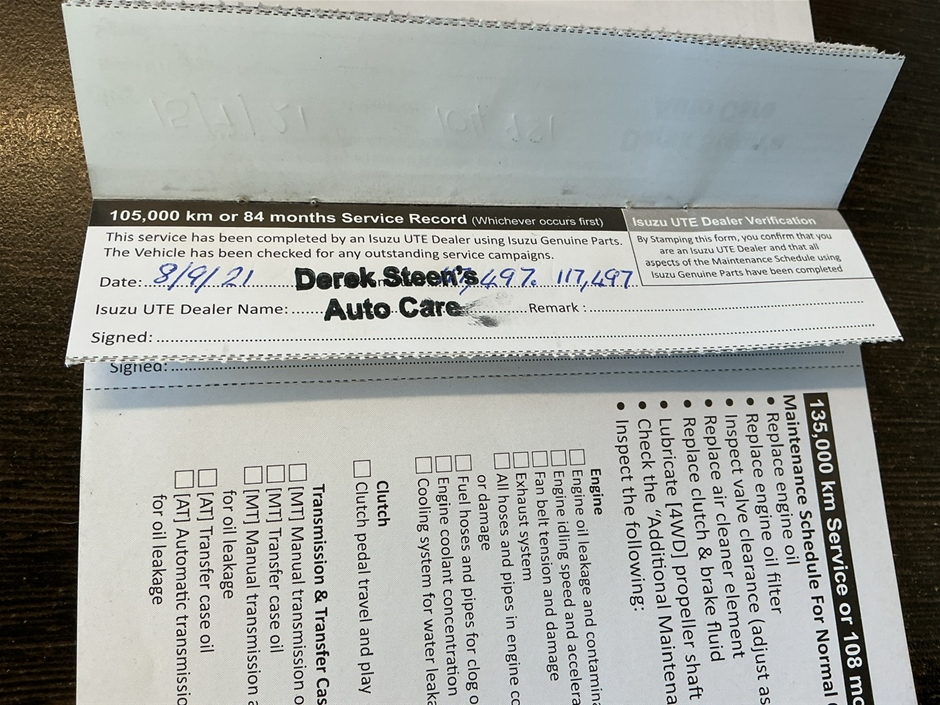 105,000 km or 84 months Service Record (Whichever occurs first)
This service has been completed by an Isuzu UTE Dealer using Isuzu Genuine Parts.
The Vehicle has been checked for any outstanding service campaigns.
Isuzu UTE Dealer Verification
By Stamping this form, you confirm that you
are an Isuzu UTE Dealer and that all
aspects of the Maintenance Schedule using
Isuzu Genuine Parts have been completed
Date: 8/9/21 117,497
Derek Steen's
Auto Care
Isuzu UTE Dealer Name: Remark :
Signed:
Signed:
135,000 km Service or 108 mo
Maintenance Schedule For Normal
• Replace engine oil
• Replace engine oil filter
• Inspect valve clearance (adjust as
• Replace air cleaner element
• Replace clutch & brake fluid
• Lubricate [4WD] propeller shaft
• Check the "Additional Maintena
• Inspect the following:
Engine
Engine oil leakage and contamina
Engine idling speed and accelera
Fan belt tension and damage
Exhaust system
All hoses and pipes in engine co
or damage
Fuel hoses and pipes for clog o
Engine coolant concentration
Cooling system for water leak
Clutch
Clutch pedal travel and play
Transmission & Transfer Cas
[MT] Manual transmission o
[MT] Transfer case oil
[MT] Manual transmission a
for oil leakage
[AT] Transfer case oil
[AT] Automatic transmissio
for oil leakage